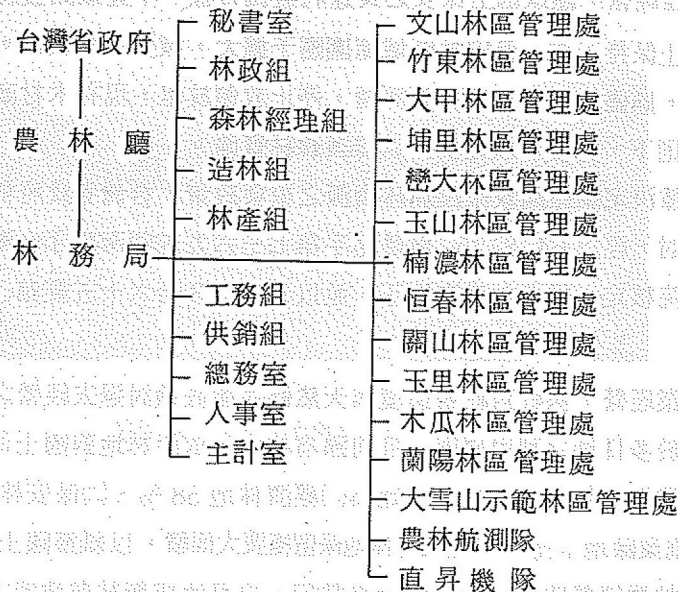 台灣省政府
農林廳
林務局
秘書室
林政組
森林經理組
造林組
林產組
工務組
供銷組
總務室
人事室
主計室
文山林區管理處
竹東林區管理處
大甲林區管理處
埔里林區管理處
巒大林區管理處
玉山林區管理處
楠濃林區管理處
恒春林區管理處
關山林區管理處
玉里林區管理處
木瓜林區管理處
蘭陽林區管理處
大雪山示範林區管理處
農林航測隊
直昇機隊